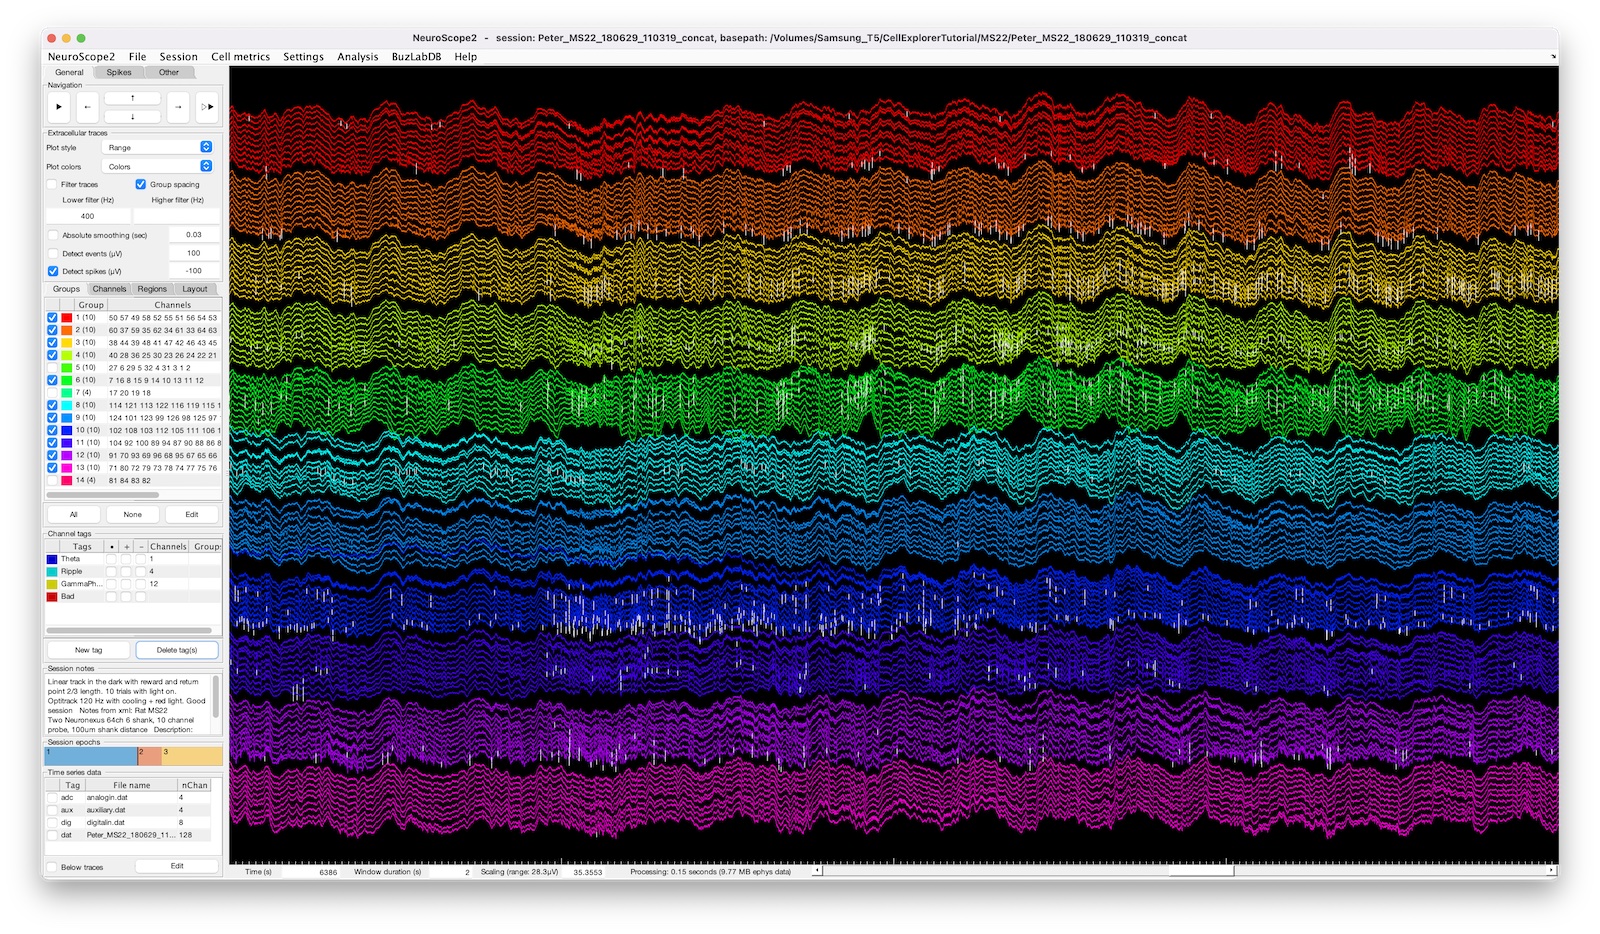 NeuroScope2 - session: Peter_MS22_180629_110319_concat, basepath: /Volumes/Samsung_T5/CellExplorerTutorial/MS22/Peter_MS22_180629_110319_concat
NeuroScope2 File Session Cell metrics Settings Analysis BuzLabDB Help
General Spikes Other
Navigation
Extracellular traces
Plot style Range
Plot colors Colors
Filter traces Group spacing
Lower filter (Hz) Higher filter (Hz)
400
Absolute smoothing (sec) 0.03
Detect events (µV) 100
Detect spikes (µV) -100
Groups Channels Regions Layout
Group Channels
1 (10) 50 57 49 58 52 55 51 56 54 53
2 (10) 60 37 59 35 62 34 61 33 64 63
3 (10) 38 44 39 48 41 47 42 46 43 45
4 (10) 40 28 36 25 30 23 26 24 22 21
5 (10) 27 6 29 5 32 4 31 3 1 2
6 (10) 7 16 8 15 9 14 10 13 11 12
7 (4) 17 20 19 18
8 (10) 114 121 113 122 116 119 115 1
9 (10) 124 101 123 99 126 98 125 97
10 (10) 102 108 103 112 105 111 106 1
11 (10) 104 92 100 89 94 87 90 88 86 8
12 (10) 91 70 93 69 96 68 95 67 65 66
13 (10) 71 80 72 79 73 78 74 77 75 76
14 (4) 81 84 83 82
All None Edit
Channel tags
Tags • + - Channels Groups
Theta 1
Ripple 4
GammaPh... 12
Bad
New tag Delete tag(s)
Session notes
Linear track in the dark with reward and return
point 2/3 length. 10 trials with light on.
Optitrack 120 Hz with cooling + red light. Good
session Notes from xml: Rat MS22
Two Neuronexus 64ch 6 shank, 10 channel
probe, 100um shank distance Description:
Session epochs
1 2 3
Time series data
Tag File name nChan
adc analogin.dat 4
aux auxiliary.dat 4
dig digitalin.dat 8
dat Peter_MS22_180629_11... 128
Below traces Edit
Time (s) 6386 Window duration (s) 2 Scaling (range: 28.3µV) 35.3553 Processing: 0.15 seconds (9.77 MB ephys data)